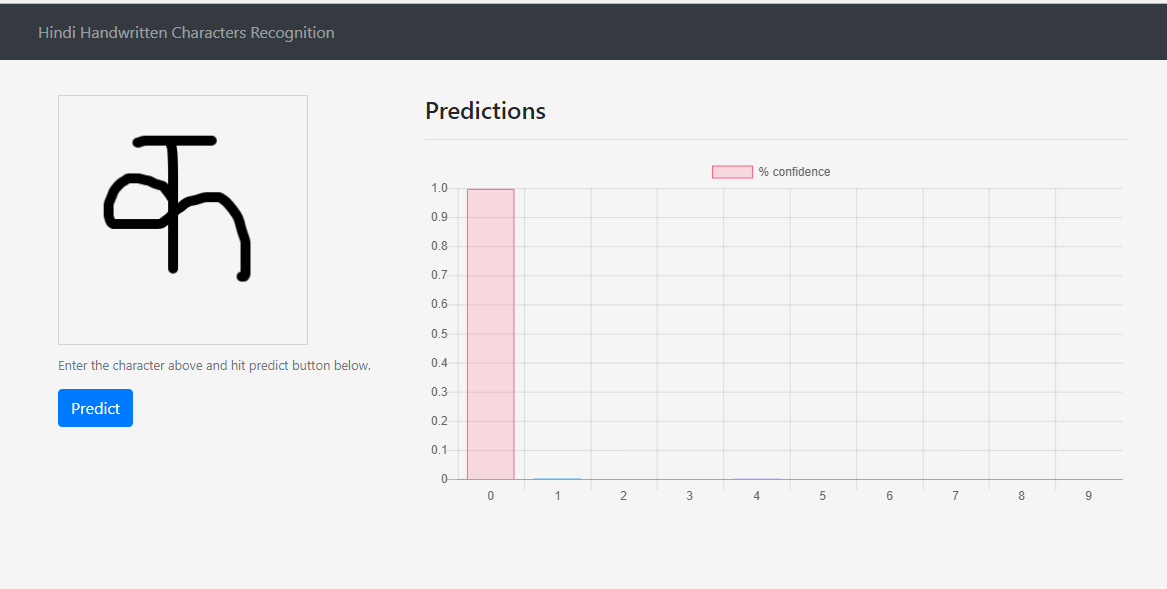 Hindi Handwritten Characters Recognition
क
Enter the character above and hit predict button below.
Predict
Predictions
% confidence
1.0
0.9
0.8
0.7
0.6
0.5
0.4
0.3
0.2
0.1
0
0 1 2 3 4 5 6 7 8 9